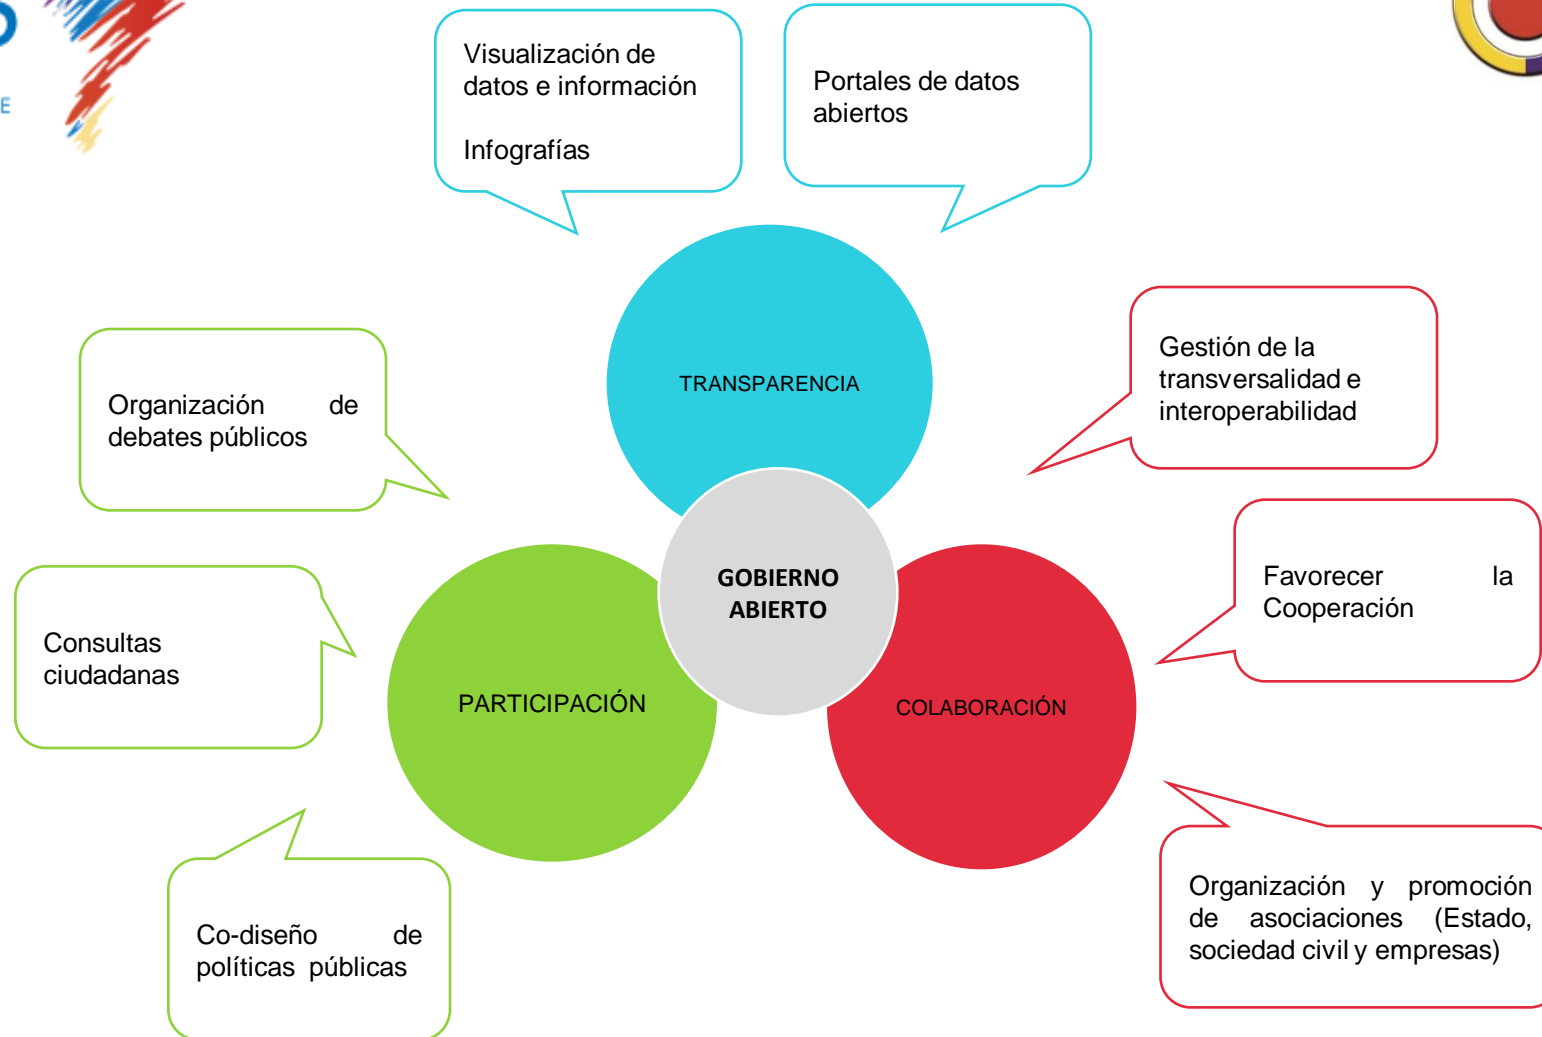 Visualización de
datos e información
Infografías
Portales de datos
abiertos
TRANSPARENCIA
Gestión de la
transversalidad e
interoperabilidad
Organización de
debates públicos
Favorecer la
Cooperación
GOBIERNO
ABIERTO
Consultas
ciudadanas
PARTICIPACIÓN
COLABORACIÓN
Organización y promoción
de asociaciones (Estado,
sociedad civil y empresas)
Co-diseño de
políticas públicas